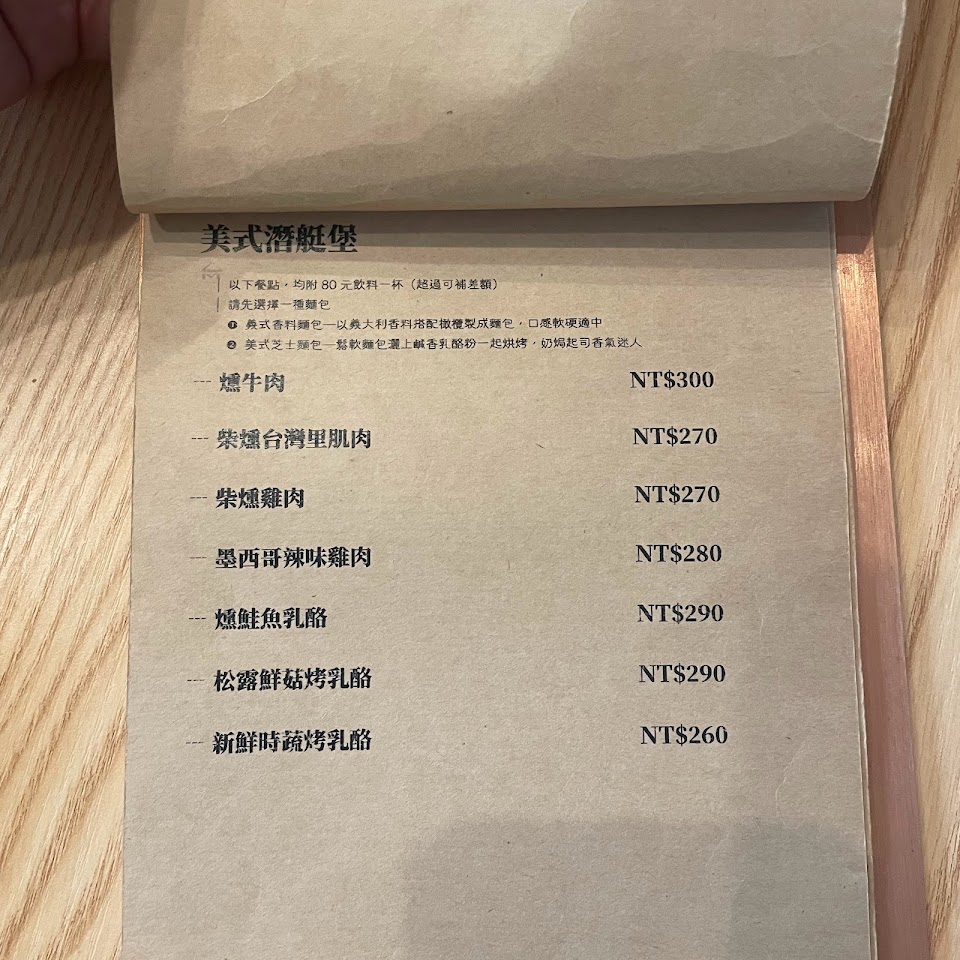 美式潛艇堡
以下餐點，均附 80 元飲料一杯（超過可補差額）
請先選擇一種麵包
❶ 義式香料麵包—以義大利香料搭配橄欖製成麵包，口感軟硬適中
❷ 美式芝士麵包—鬆軟麵包灑上鹹香乳酪粉一起烘烤，奶焗起司香氣迷人
--- 燻牛肉 NT$300
--- 柴燻台灣里肌肉 NT$270
--- 柴燻雞肉 NT$270
--- 墨西哥辣味雞肉 NT$280
--- 燻鮭魚乳酪 NT$290
--- 松露鮮菇烤乳酪 NT$290
--- 新鮮時蔬烤乳酪 NT$260